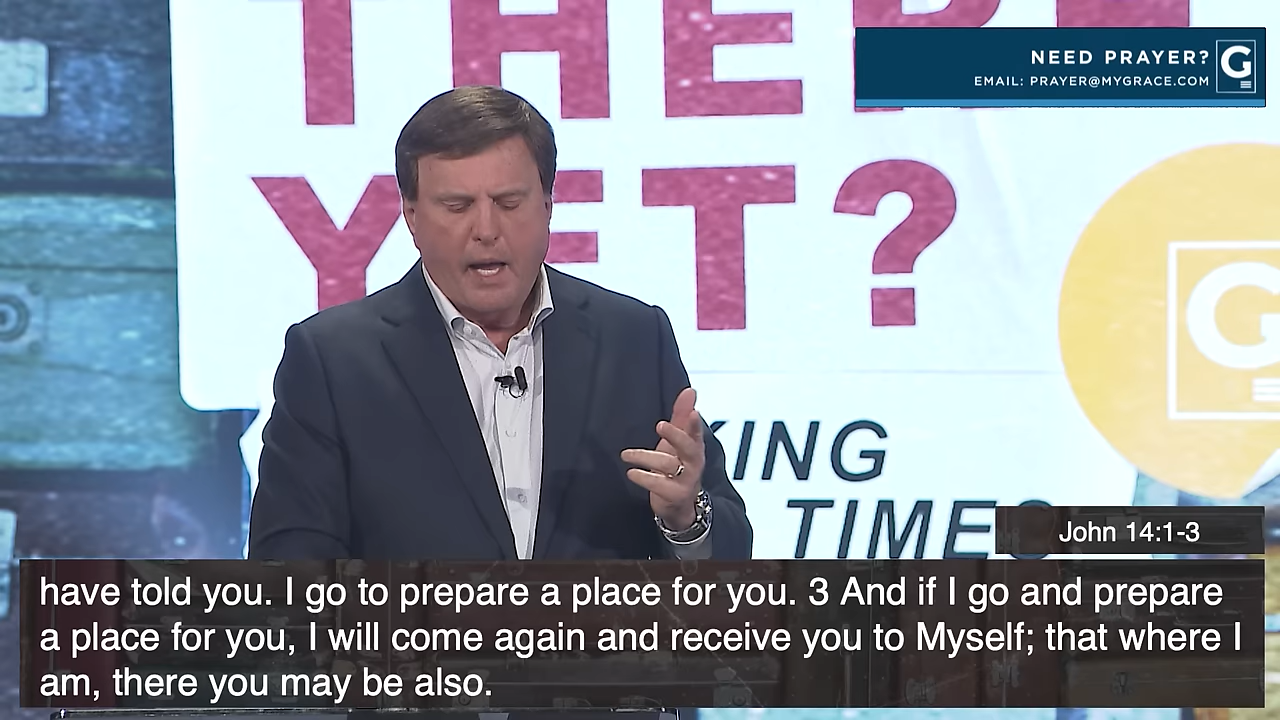 THERE
NEED PRAYER?
EMAIL: PRAYER@MYGRACE.COM
G
YET?
G
KING
TIMES
John 14:1-3
have told you. I go to prepare a place for you. 3 And if I go and prepare
a place for you, I will come again and receive you to Myself; that where I
am, there you may be also.